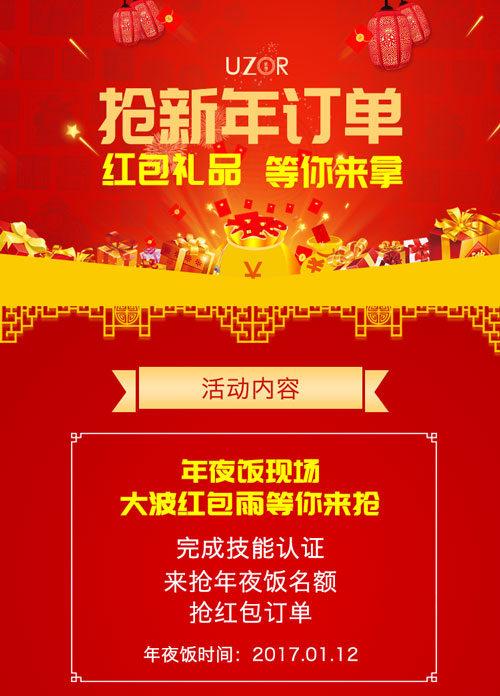 UZOR
抢新年订单
红包礼品 等你来拿
活动内容
年夜饭现场
大波红包雨等你来抢
完成技能认证
来抢年夜饭名额
抢红包订单
年夜饭时间：2017.01.12